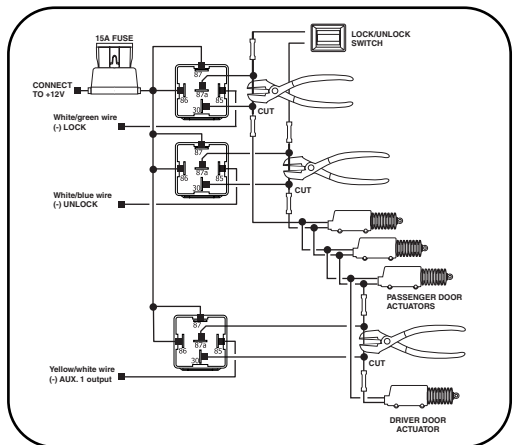 15A FUSE
LOCK/UNLOCK
SWITCH
CONNECT
TO +12V
87
86
87a
85
30
CUT
White/green wire
(-) LOCK
87
86
87a
85
30
CUT
White/blue wire
(-) UNLOCK
PASSENGER DOOR
ACTUATORS
87
86
87a
85
30
CUT
Yellow/white wire
(-) AUX. 1 output
DRIVER DOOR
ACTUATOR